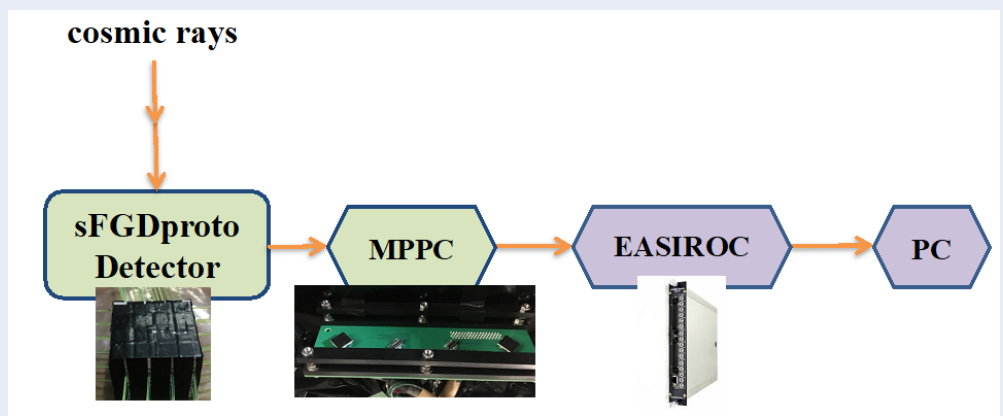 cosmic rays
sFGDproto
Detector
MPPC
EASIROC
PC